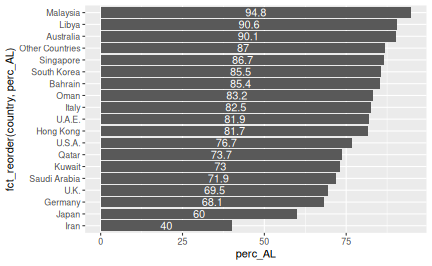 fct_reorder(country, perc_AL)
Malaysia 94.8
Libya 90.6
Australia 90.1
Other Countries 87
Singapore 86.7
South Korea 85.5
Bahrain 85.4
Oman 83.2
Italy 82.5
U.A.E. 81.9
Hong Kong 81.7
U.S.A. 76.7
Qatar 73.7
Kuwait 73
Saudi Arabia 71.9
U.K. 69.5
Germany 68.1
Japan 60
Iran 40
0 25 50 75
perc_AL